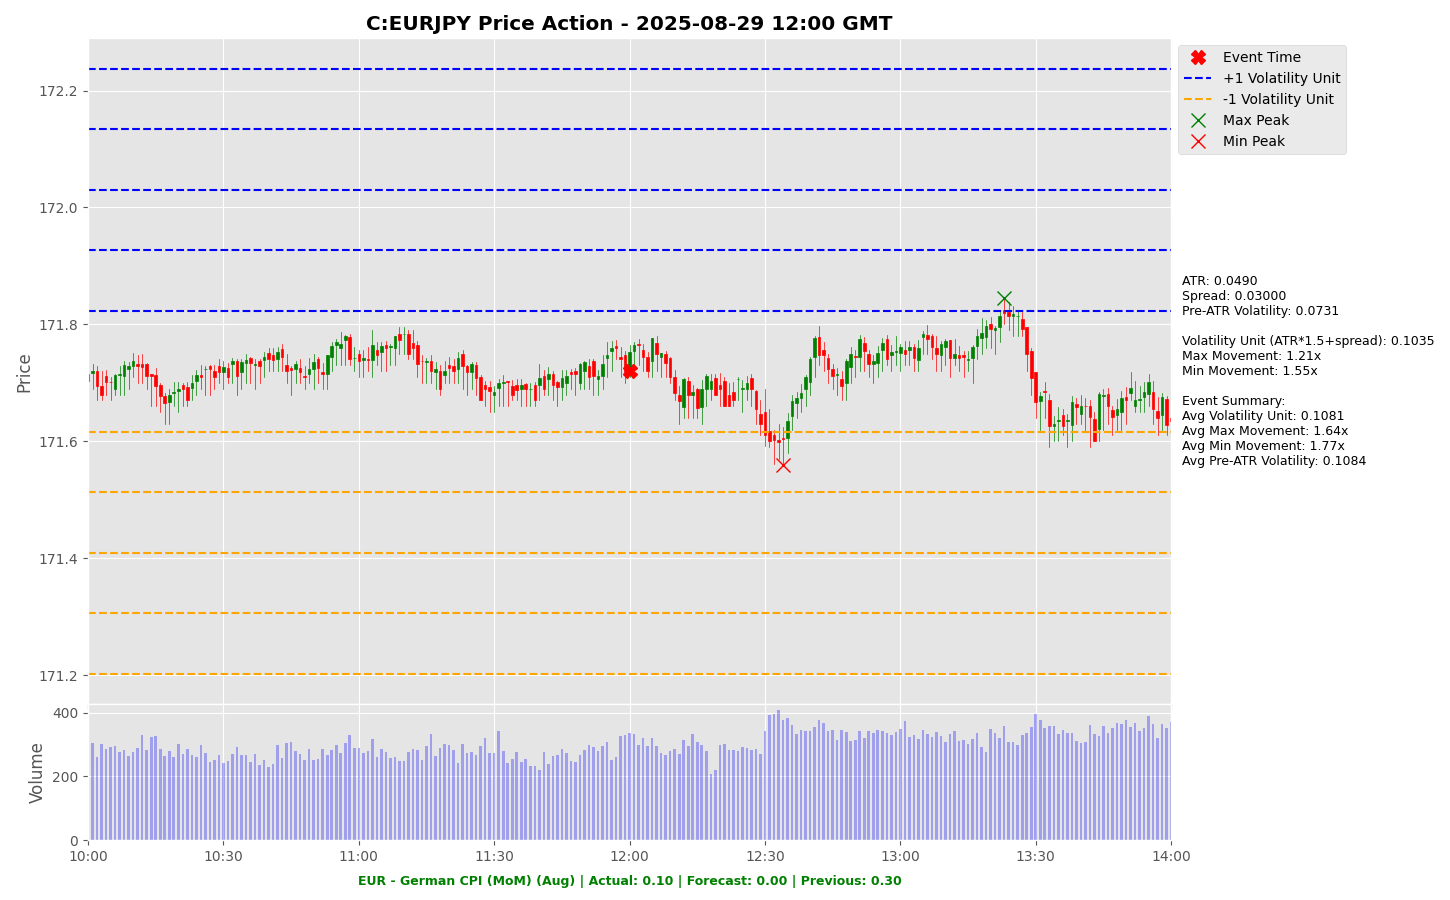 C:EURJPY Price Action - 2025-08-29 12:00 GMT
Event Time
+1 Volatility Unit
-1 Volatility Unit
Max Peak
Min Peak
172.2
172.0
171.8
171.6
171.4
171.2
Price
ATR: 0.0490
Spread: 0.03000
Pre-ATR Volatility: 0.0731
Volatility Unit (ATR*1.5+spread): 0.1035
Max Movement: 1.21x
Min Movement: 1.55x
Event Summary:
Avg Volatility Unit: 0.1081
Avg Max Movement: 1.64x
Avg Min Movement: 1.77x
Avg Pre-ATR Volatility: 0.1084
400
200
0
Volume
10:00 10:30 11:00 11:30 12:00 12:30 13:00 13:30 14:00
EUR - German CPI (MoM) (Aug) | Actual: 0.10 | Forecast: 0.00 | Previous: 0.30